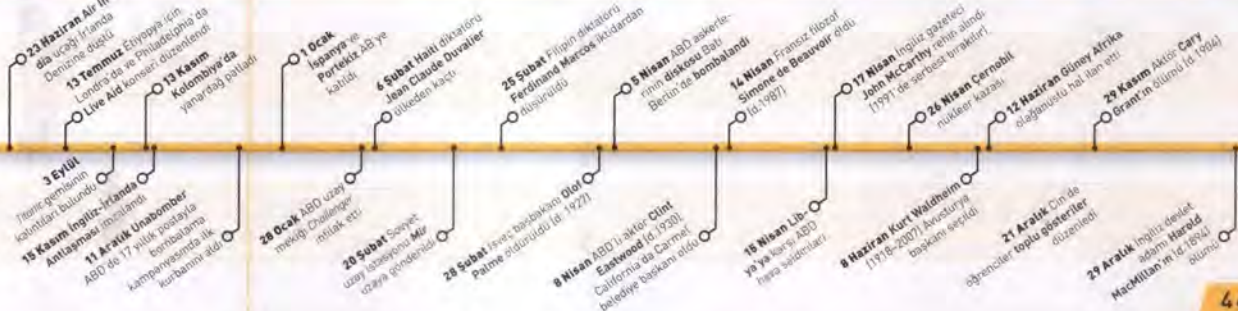 23 Haziran Air In-
dia uçağı İrlanda
Denizine düştü
13 Temmuz Etiyopya için
Londra'da ve Philadelphia'da
Live Aid konseri düzenlendi
13 Kasım
Kolombiya'da
yanardağ patladı
1 Ocak
İspanya ve
Portekiz AB'ye
katıldı
6 Şubat Haiti diktatörü
Jean Claude Duvalier
ülkeden kaçtı
25 Şubat Filipin diktatörü
Ferdinand Marcos iktidardan
düşürüldü
5 Nisan ABD askerle-
rinin diskosu Batı
Berlin'de bombalandı
14 Nisan Fransız filozof
Simone de Beauvoir öldü
(d.1987)
17 Nisan İngiliz gazeteci
John McCarthy rehin alındı
(1991'de serbest bırakılır)
26 Nisan Çernobil
nükleer kazası
12 Haziran Güney Afrika
olağanüstü hal ilan etti
29 Kasım Aktör Cary
Grant'in ölümü (d.1904)
3 Eylül
Titanic gemisinin
kalıntıları bulundu
15 Kasım İngiliz-İrlanda
Antlaşması imzalandı
11 Aralık Unabomber
ABD'de 17 yıllık postayla
bombalama
kampanyasında ilk
kurbanını aldı
28 Ocak ABD uzay
mekiği Challenger
infilak etti
20 Şubat Sovyet
uzay istasyonu Mir
uzaya gönderildi
28 Şubat İsveç başbakanı Olof
Palme öldürüldü (d. 1927)
8 Nisan ABD'li aktör Clint
Eastwood (d.1930)
California'da Carmel
belediye başkanı oldu
15 Nisan Lib-
ya'ya karşı ABD
hava saldırıları
8 Haziran Kurt Waldheim
(1918-2007) Avusturya
başkanı seçildi
21 Aralık Çin'de
öğrenciler toplu gösteriler
düzenledi
29 Aralık İngiliz devlet
adamı Harold
MacMillan'ın (d.1894)
ölümü